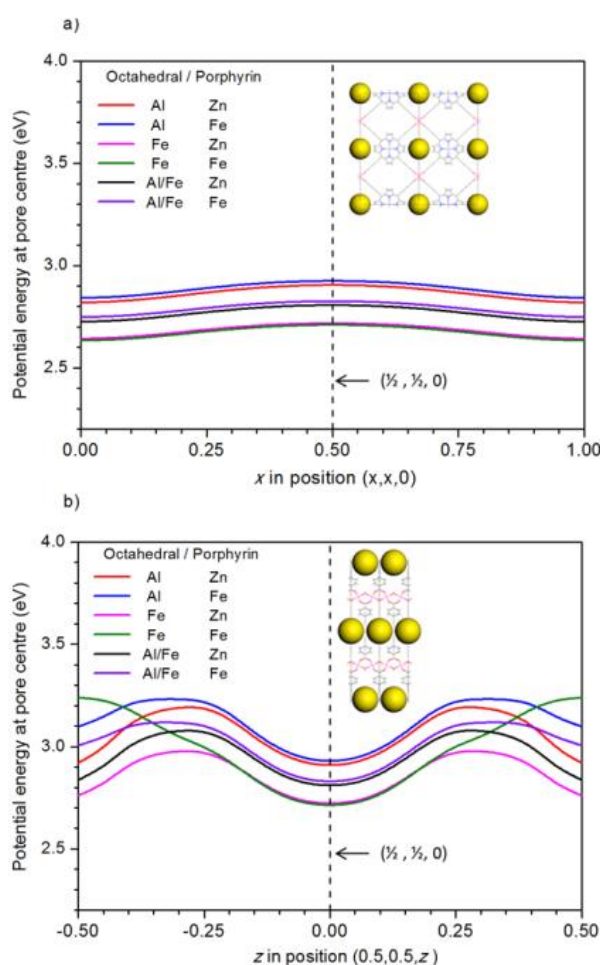 a)
4.0
3.5
3.0
2.5
Potential energy at pore centre (eV)
Octahedral / Porphyrin
Al Zn
Al Fe
Fe Zn
Fe Fe
Al/Fe Zn
Al/Fe Fe
(½ , ½, 0)
0.00 0.25 0.50 0.75 1.00
x in position (x,x,0)
b)
4.0
3.5
3.0
2.5
Potential energy at pore centre (eV)
Octahedral / Porphyrin
Al Zn
Al Fe
Fe Zn
Fe Fe
Al/Fe Zn
Al/Fe Fe
(½ , ½, 0)
-0.50 -0.25 0.00 0.25 0.50
z in position (0.5,0.5,z)